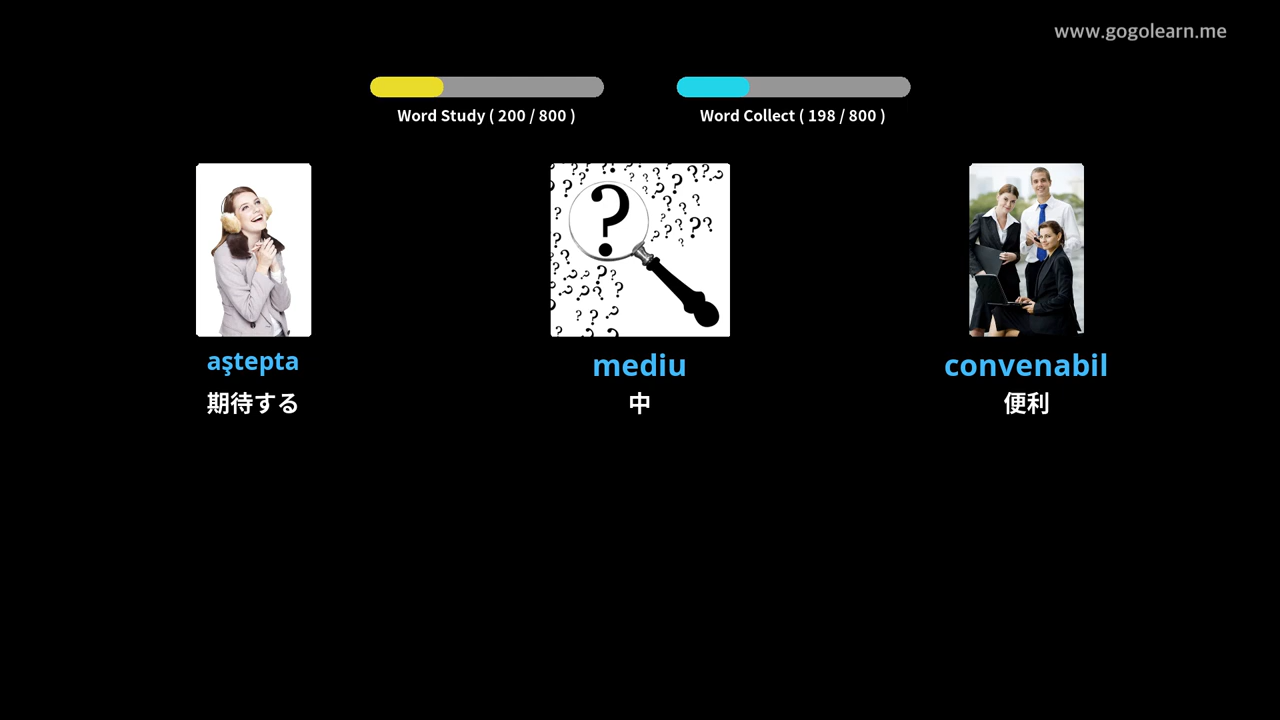 www.gogolearn.me
Word Study ( 200 / 800 )
Word Collect ( 198 / 800 )
aştepta
mediu
convenabil
期待する
中
便利